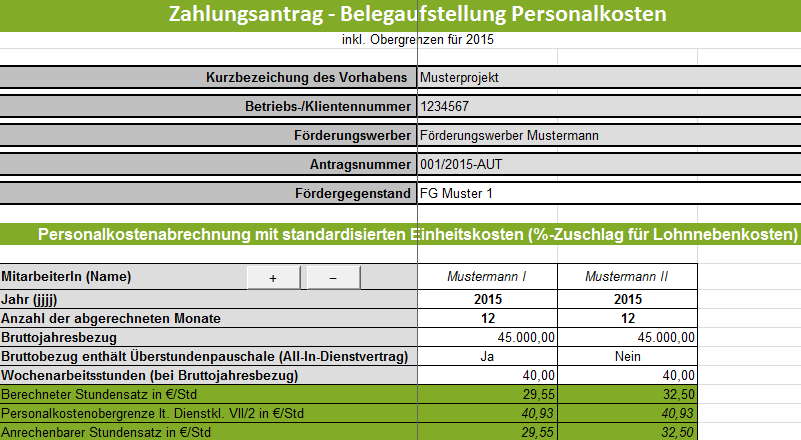 Zahlungsantrag - Belegaufstellung Personalkosten
inkl. Obergrenzen für 2015
Kurzbezeichung des Vorhabens Musterprojekt
Betriebs-/Klientennummer 1234567
Förderungswerber Förderungswerber Mustermann
Antragsnummer 001/2015-AUT
Fördergegenstand FG Muster 1
Personalkostenabrechnung mit standardisierten Einheitskosten (%-Zuschlag für Lohnnebenkosten)
MitarbeiterIn (Name) + – Mustermann I Mustermann II
Jahr (jjjj) 2015 2015
Anzahl der abgerechneten Monate 12 12
Bruttojahresbezug 45.000,00 45.000,00
Bruttobezug enthält Überstundenpauschale (All-In-Dienstvertrag) Ja Nein
Wochenarbeitsstunden (bei Bruttojahresbezug) 40,00 40,00
Berechneter Stundensatz in €/Std 29,55 32,50
Personalkostenobergrenze lt. Dienstkl. VII/2 in €/Std 40,93 40,93
Anrechenbarer Stundensatz in €/Std 29,55 32,50